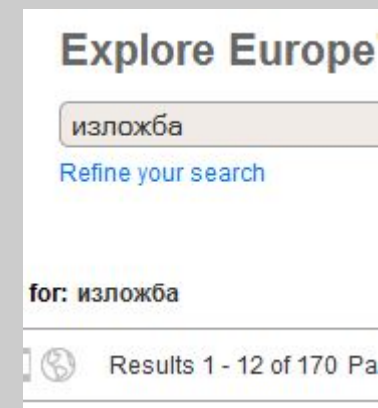 Explore Europe
изложба
Refine your search
for: изложба
Results 1 - 12 of 170 Pa